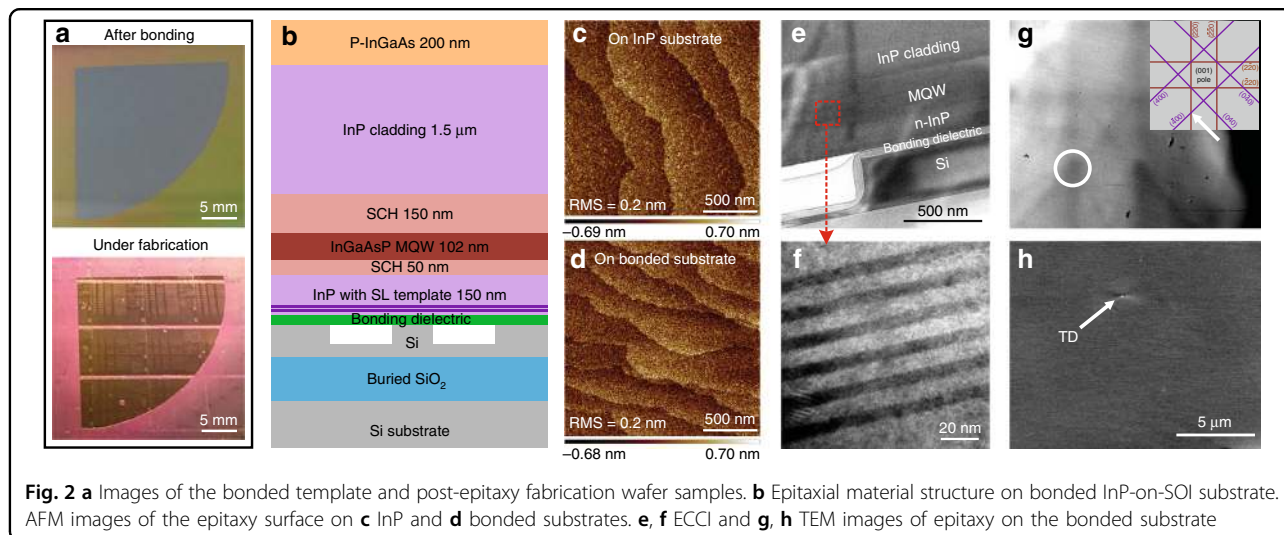 a
After bonding
5 mm
Under fabrication
5 mm
b
P-InGaAs 200 nm
InP cladding 1.5 μm
SCH 150 nm
InGaAsP MQW 102 nm
SCH 50 nm
InP with SL template 150 nm
Bonding dielectric
Si
Buried SiO₂
Si substrate
c
On InP substrate
RMS = 0.2 nm
500 nm
–0.69 nm
0.70 nm
d
On bonded substrate
RMS = 0.2 nm
500 nm
–0.68 nm
0.70 nm
e
InP cladding
MQW
n-InP
Bonding dielectric
Si
500 nm
f
20 nm
g
(001)
pole
h
TD
5 μm
Fig. 2 a Images of the bonded template and post-epitaxy fabrication wafer samples. b Epitaxial material structure on bonded InP-on-SOI substrate.
AFM images of the epitaxy surface on c InP and d bonded substrates. e, f ECCI and g, h TEM images of epitaxy on the bonded substrate